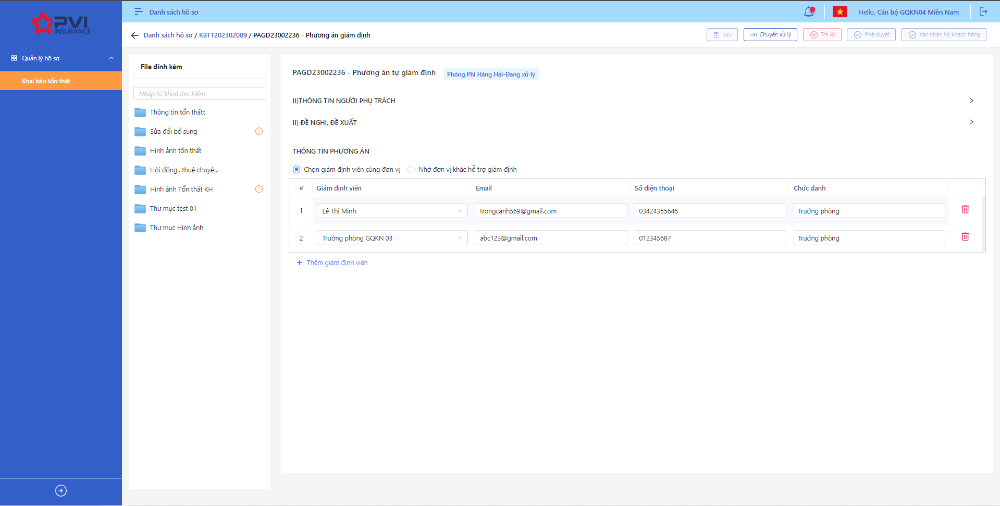 PVI
INSURANCE
Quản lý hồ sơ
Khai báo tổn thất
Danh sách hồ sơ
Hello, Cán bộ GQKN04 Miền Nam
Danh sách hồ sơ / KBTT202302089 / PAGD23002236 - Phương án giám định
Lưu
Chuyển xử lý
Trả lại
Phê duyệt
Xác nhận hộ khách hàng
File đính kèm
Nhập từ khoá tìm kiếm
Thông tin tổn thấtt
Sửa đổi bổ sung
Hình ảnh tổn thất
Hội đồng,. thuê chuyê...
Hình ảnh Tổn thất KH
Thư mục test 01
Thư mục Hình ảnh
PAGD23002236 - Phương án tự giám định
Phòng Phi Hàng Hải-Đang xử lý
II)THÔNG TIN NGƯỜI PHỤ TRÁCH
II) ĐỀ NGHỊ, ĐỀ XUẤT
THÔNG TIN PHƯƠNG ÁN
Chọn giám định viên cùng đơn vị
Nhờ đơn vị khác hỗ trợ giám định
# Giám định viên Email Số điện thoại Chức danh
1 Lê Thị Minh trongcanh569@gmail.com 03424355646 Trưởng phòng
2 Trưởng phòng GQKN 03 abc123@gmail.com 012345687 Trưởng phòng
+ Thêm giám định viên